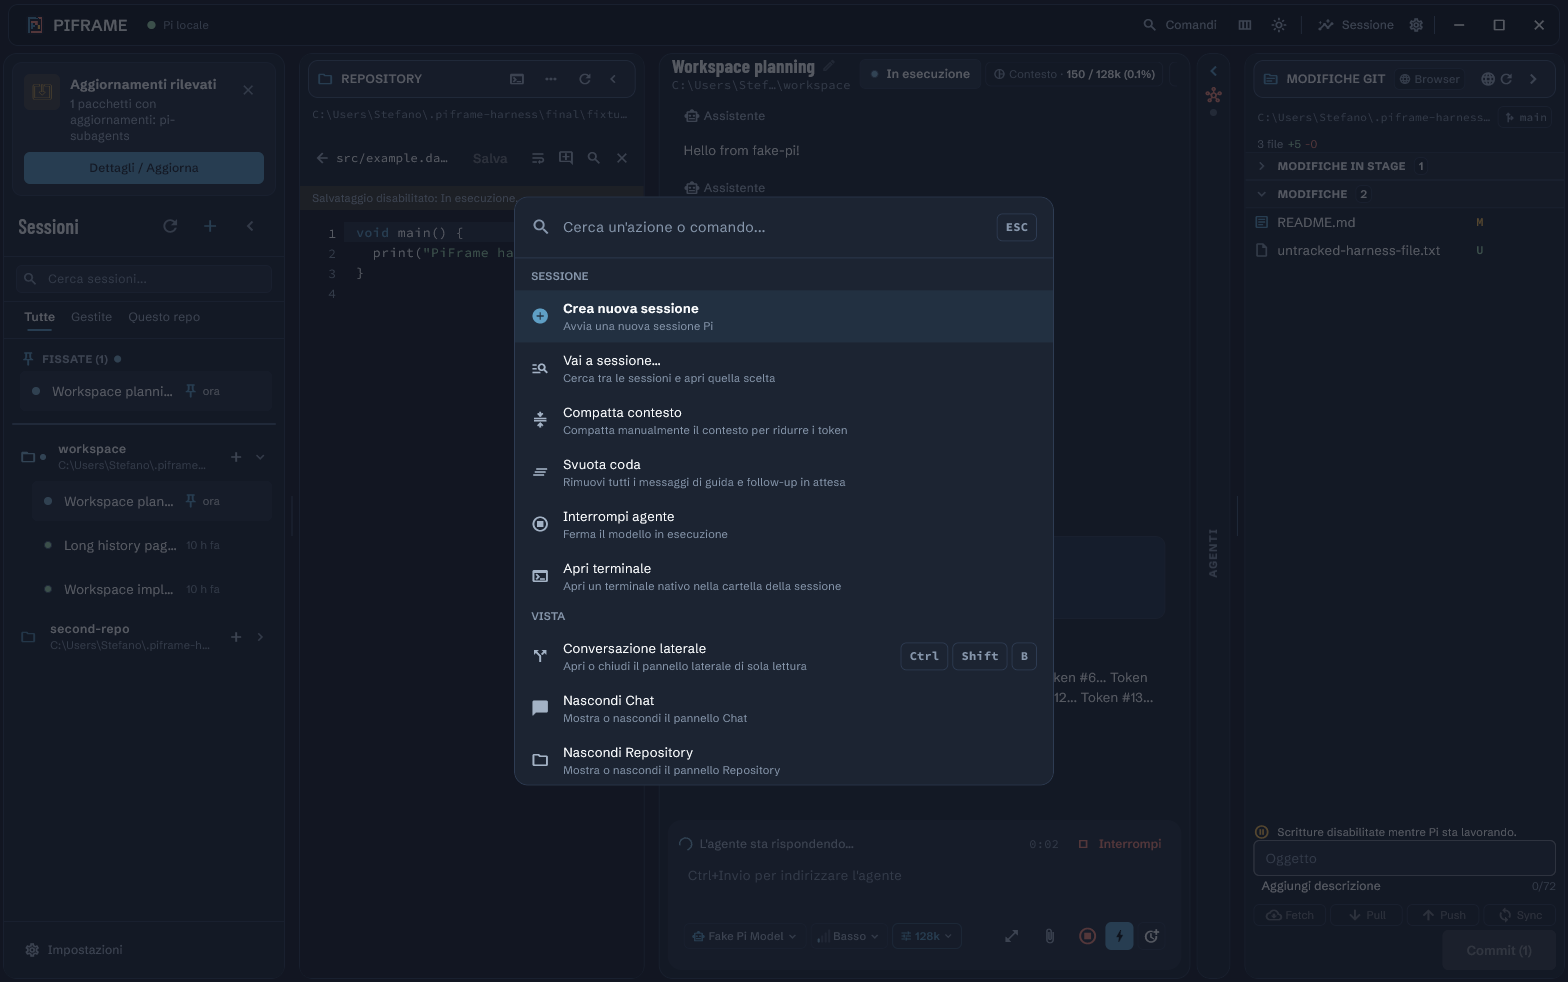 PIFRAME
Pi locale
Comandi
Sessione
Aggiornamenti rilevati
1 pacchetti con
aggiornamenti: pi-
subagents
Dettagli / Aggiorna
Sessioni
Cerca sessioni...
Tutte
Gestite
Questo repo
FISSATE (1)
Workspace planni... ora
workspace
C:\Users\Stefano\.piframe...
Workspace plan... ora
Long history pag... 10 h fa
Workspace impl... 10 h fa
second-repo
C:\Users\Stefano\.piframe-h...
Impostazioni
REPOSITORY
C:\Users\Stefano\.piframe-harness\final\fixtu...
src/example.da...
Salva
Salvataggio disabilitato: In esecuzione.
1 void main() {
2 print("PiFrame ha
3 }
4
Workspace planning
C:\Users\Stef…\workspace
In esecuzione
Contesto · 150 / 128k (0.1%)
Assistente
Hello from fake-pi!
Assistente
ken #6... Token
12... Token #13...
L'agente sta rispondendo...
0:02
Interrompi
Ctrl+Invio per indirizzare l'agente
Fake Pi Model
Basso
128k
Cerca un'azione o comando...
ESC
SESSIONE
Crea nuova sessione
Avvia una nuova sessione Pi
Vai a sessione...
Cerca tra le sessioni e apri quella scelta
Compatta contesto
Compatta manualmente il contesto per ridurre i token
Svuota coda
Rimuovi tutti i messaggi di guida e follow-up in attesa
Interrompi agente
Ferma il modello in esecuzione
Apri terminale
Apri un terminale nativo nella cartella della sessione
VISTA
Conversazione laterale
Apri o chiudi il pannello laterale di sola lettura
Ctrl Shift B
Nascondi Chat
Mostra o nascondi il pannello Chat
Nascondi Repository
Mostra o nascondi il pannello Repository
AGENTI
MODIFICHE GIT
Browser
C:\Users\Stefano\.piframe-harness...
main
3 file +5 -0
MODIFICHE IN STAGE 1
MODIFICHE 2
README.md M
untracked-harness-file.txt U
Scritture disabilitate mentre Pi sta lavorando.
Oggetto
Aggiungi descrizione
0/72
Fetch
Pull
Push
Sync
Commit (1)